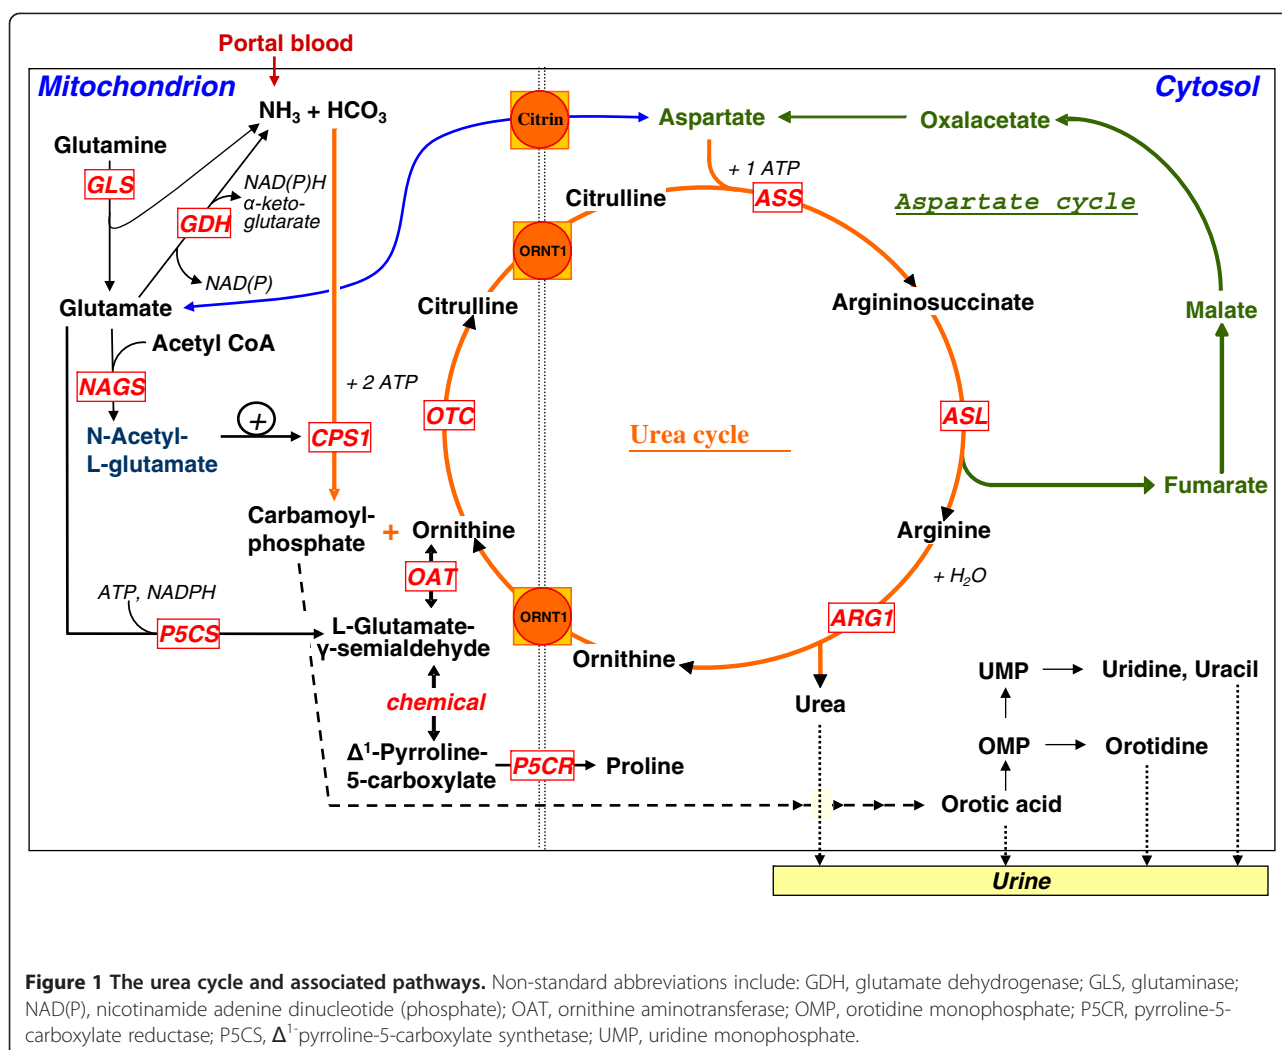 Portal blood
Mitochondrion
Cytosol
NH₃ + HCO₃
Citrin
Aspartate
Oxalacetate
Glutamine
GLS
NAD(P)H
α-keto-
glutarate
GDH
NAD(P)
+ 1 ATP
ASS
Citrulline
Aspartate cycle
ORNT1
Glutamate
Citrulline
Argininosuccinate
Malate
Acetyl CoA
NAGS
+ 2 ATP
OTC
ASL
+
CPS1
Urea cycle
N-Acetyl-
L-glutamate
Fumarate
Carbamoyl-
phosphate
+
Ornithine
Arginine
+ H₂O
OAT
ATP, NADPH
P5CS
L-Glutamate-
γ-semialdehyde
ORNT1
ARG1
Ornithine
UMP
Uridine, Uracil
chemical
Urea
Δ¹-Pyrroline-
5-carboxylate
P5CR
Proline
OMP
Orotidine
Orotic acid
Urine
Figure 1 The urea cycle and associated pathways. Non-standard abbreviations include: GDH, glutamate dehydrogenase; GLS, glutaminase;
NAD(P), nicotinamide adenine dinucleotide (phosphate); OAT, ornithine aminotransferase; OMP, orotidine monophosphate; P5CR, pyrroline-5-
carboxylate reductase; P5CS, Δ¹⁻pyrroline-5-carboxylate synthetase; UMP, uridine monophosphate.